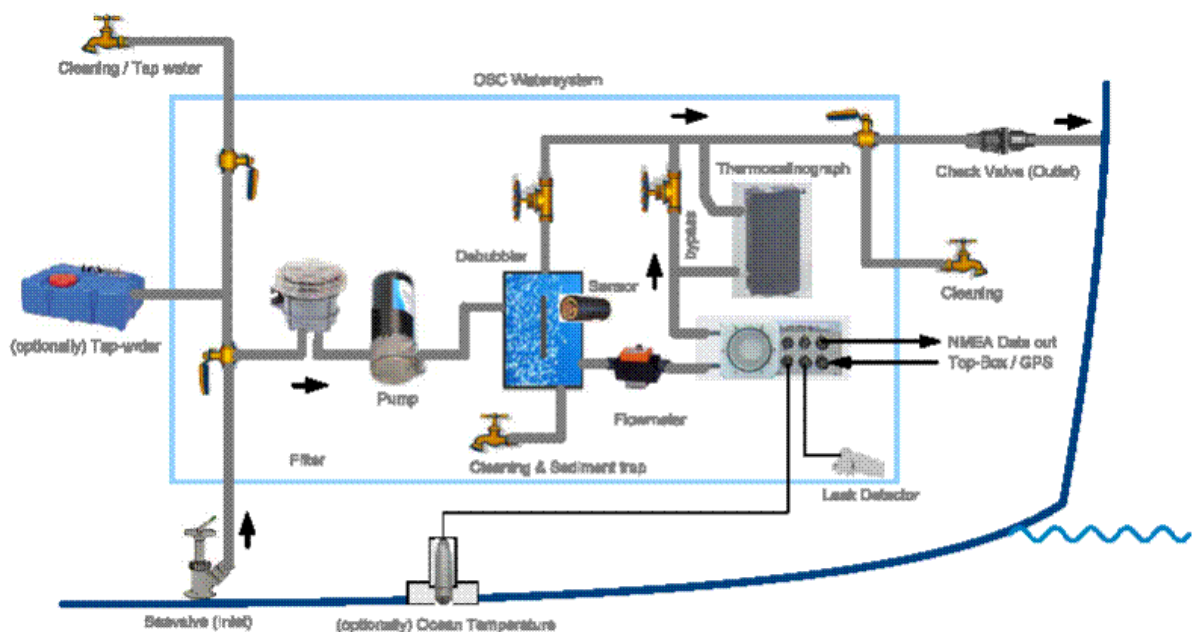 Cleaning / Tap water
OSC Watersystem
Check Valve (Outlet)
Thermosalinograph
bypass
Debubbler
Sensor
Cleaning
(optionally) Tap-water
NMEA Data out
Top-Box / GPS
Pump
Flowmeter
Filter
Cleaning & Sediment trap
Leak Detector
Seavalve (Inlet)
(optionally) Ocean Temperature